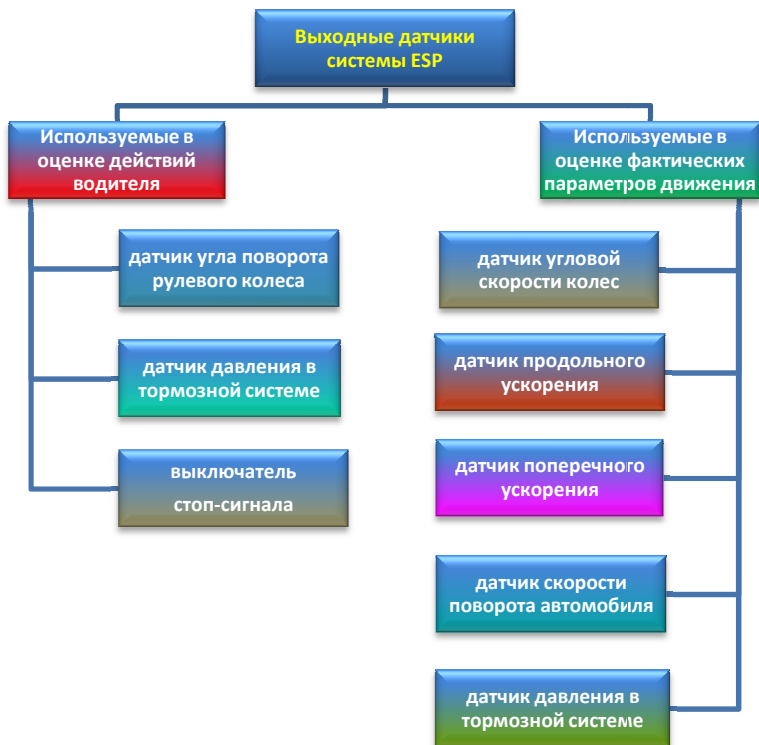 Выходные датчики
системы ESP
Используемые в
оценке действий
водителя
Используемые в
оценке фактических
параметров движения
датчик угла поворота
рулевого колеса
датчик давления в
тормозной системе
выключатель
стоп-сигнала
датчик угловой
скорости колес
датчик продольного
ускорения
датчик поперечного
ускорения
датчик скорости
поворота автомобиля
датчик давления в
тормозной системе